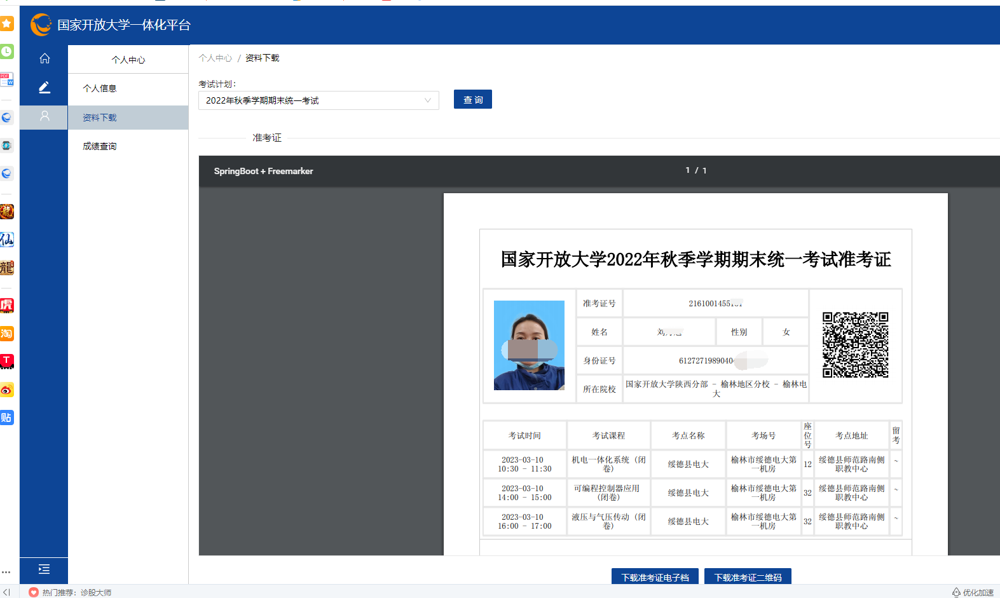 国家开放大学一体化平台
个人中心
个人信息
资料下载
成绩查询
个人中心 / 资料下载
考试计划：
2022年秋季学期期末统一考试
查 询
准考证
SpringBoot + Freemarker
1 / 1
国家开放大学2022年秋季学期期末统一考试准考证
准考证号
2161001455
姓名
刘
性别
女
身份证号
61272719890404
所在院校
国家开放大学陕西分部 - 榆林地区分校 - 榆林电
大
考试时间 考试课程 考点名称 考场号 座位号 考点地址 留考
2023-03-10 10:30 - 11:30 机电一体化系统（闭卷） 绥德县电大 榆林市绥德电大第一机房 12 绥德县师范路南侧职教中心 ~
2023-03-10 14:00 - 15:00 可编程控制器应用（闭卷） 绥德县电大 榆林市绥德电大第一机房 32 绥德县师范路南侧职教中心 ~
2023-03-10 16:00 - 17:00 液压与气压传动（闭卷） 绥德县电大 榆林市绥德电大第一机房 32 绥德县师范路南侧职教中心 ~
下载准考证电子档
下载准考证二维码
热门推荐：诊股大师
优化加速
PDF
W
龍
仙
龍
虎
淘
T
贴